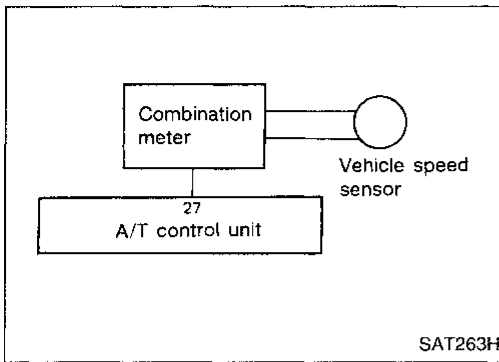 Combination
meter
Vehicle speed
sensor
27
A/T control unit
SAT263H